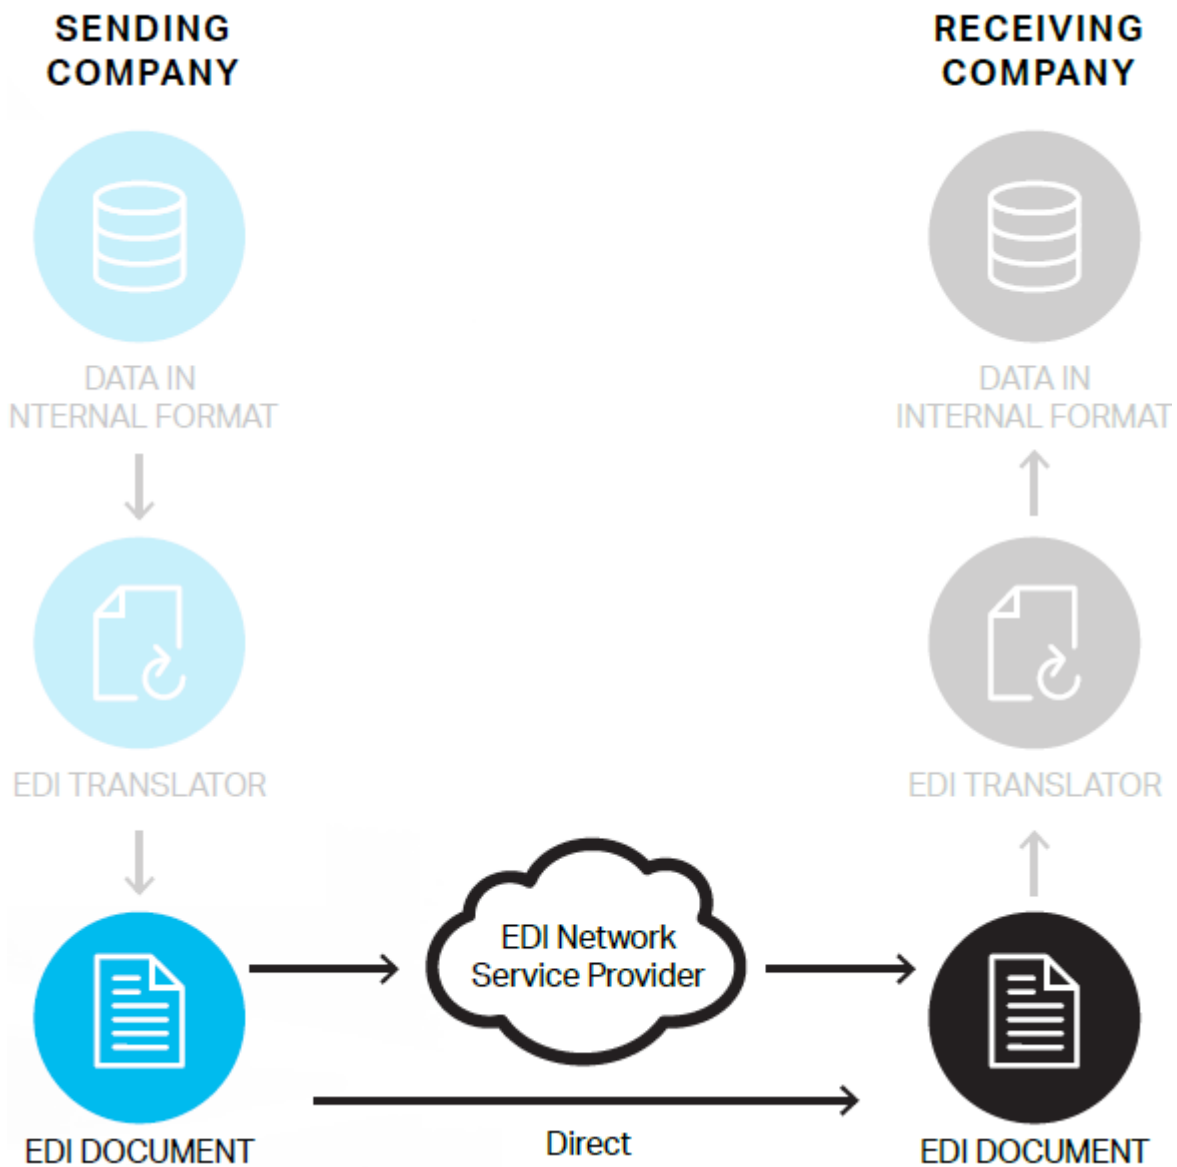 SENDING
COMPANY
RECEIVING
COMPANY
DATA IN
NTERNAL FORMAT
DATA IN
INTERNAL FORMAT
EDI TRANSLATOR
EDI TRANSLATOR
EDI Network
Service Provider
Direct
EDI DOCUMENT
EDI DOCUMENT